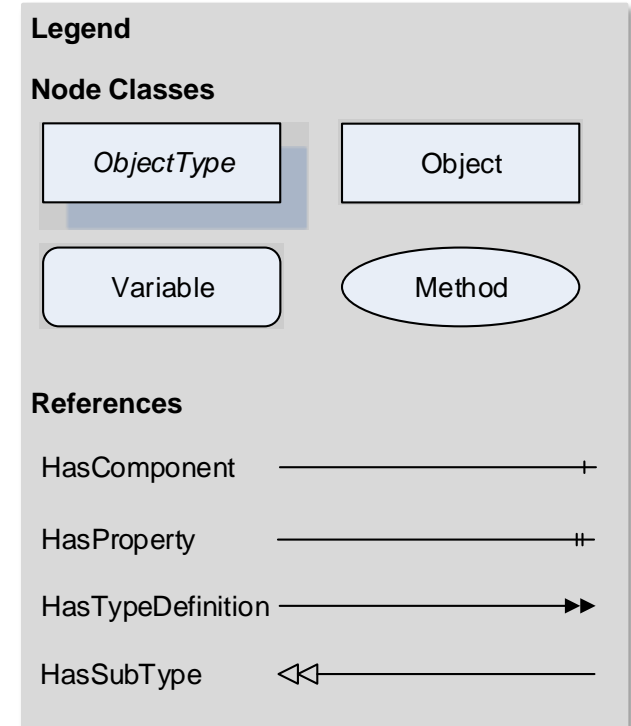 Legend
Node Classes
ObjectType
Object
Variable
Method
References
HasComponent
HasProperty
HasTypeDefinition
HasSubType